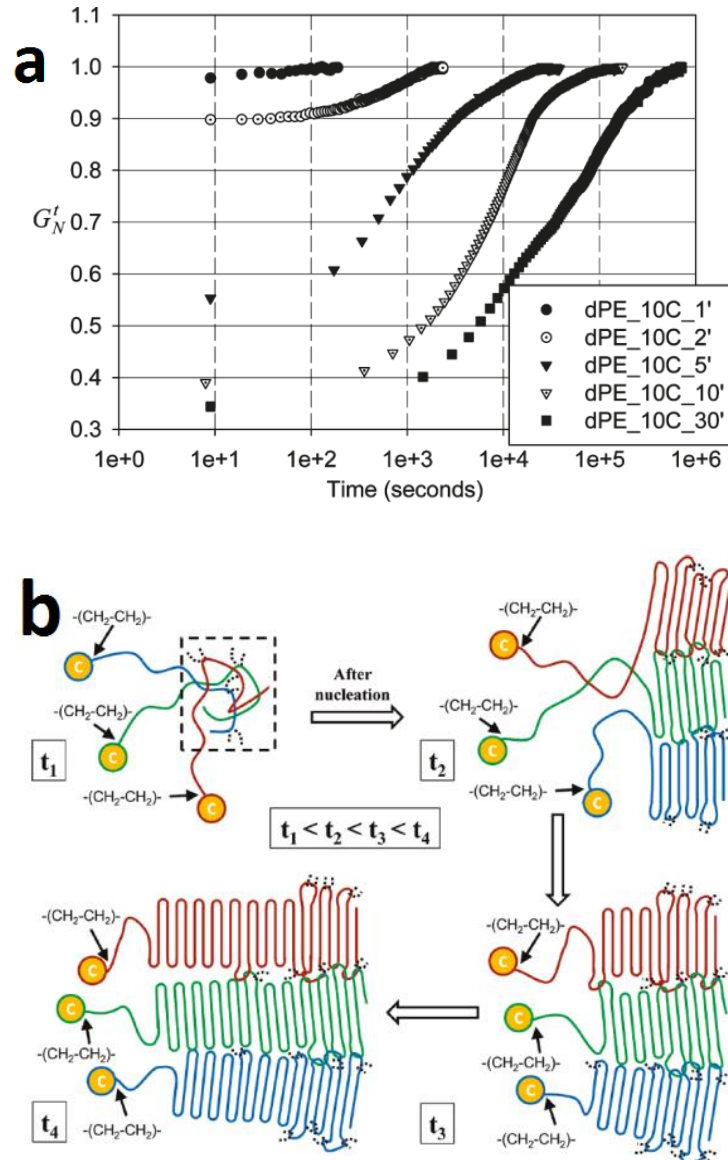 a
1.1
1.0
0.9
0.8
0.7
0.6
0.5
0.4
0.3
G_N^t
1e+0 1e+1 1e+2 1e+3 1e+4 1e+5 1e+6
Time (seconds)
dPE_10C_1'
dPE_10C_2'
dPE_10C_5'
dPE_10C_10'
dPE_10C_30'
b
-(CH₂-CH₂)-
C
-(CH₂-CH₂)-
C
-(CH₂-CH₂)-
C
t₁
After
nucleation
-(CH₂-CH₂)-
C
-(CH₂-CH₂)-
C
-(CH₂-CH₂)-
C
t₂
t₁ < t₂ < t₃ < t₄
-(CH₂-CH₂)-
C
C
-(CH₂-CH₂)-
C
-(CH₂-CH₂)-
t₄
-(CH₂-CH₂)-
C
C
-(CH₂-CH₂)-
C
-(CH₂-CH₂)-
t₃